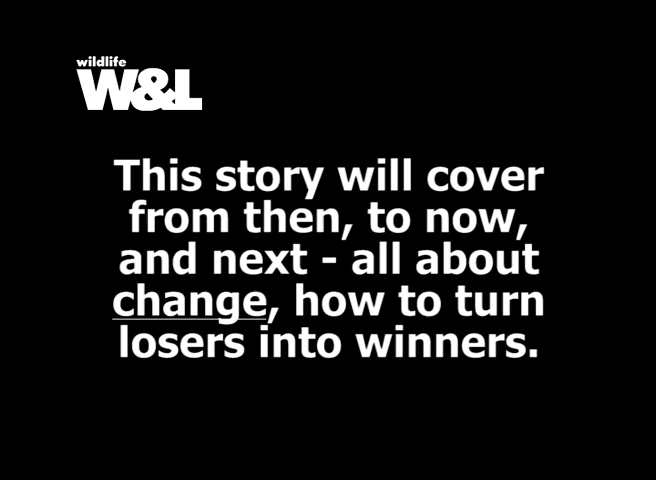 wildlife
W&L
This story will cover
from then, to now,
and next - all about
change, how to turn
losers into winners.